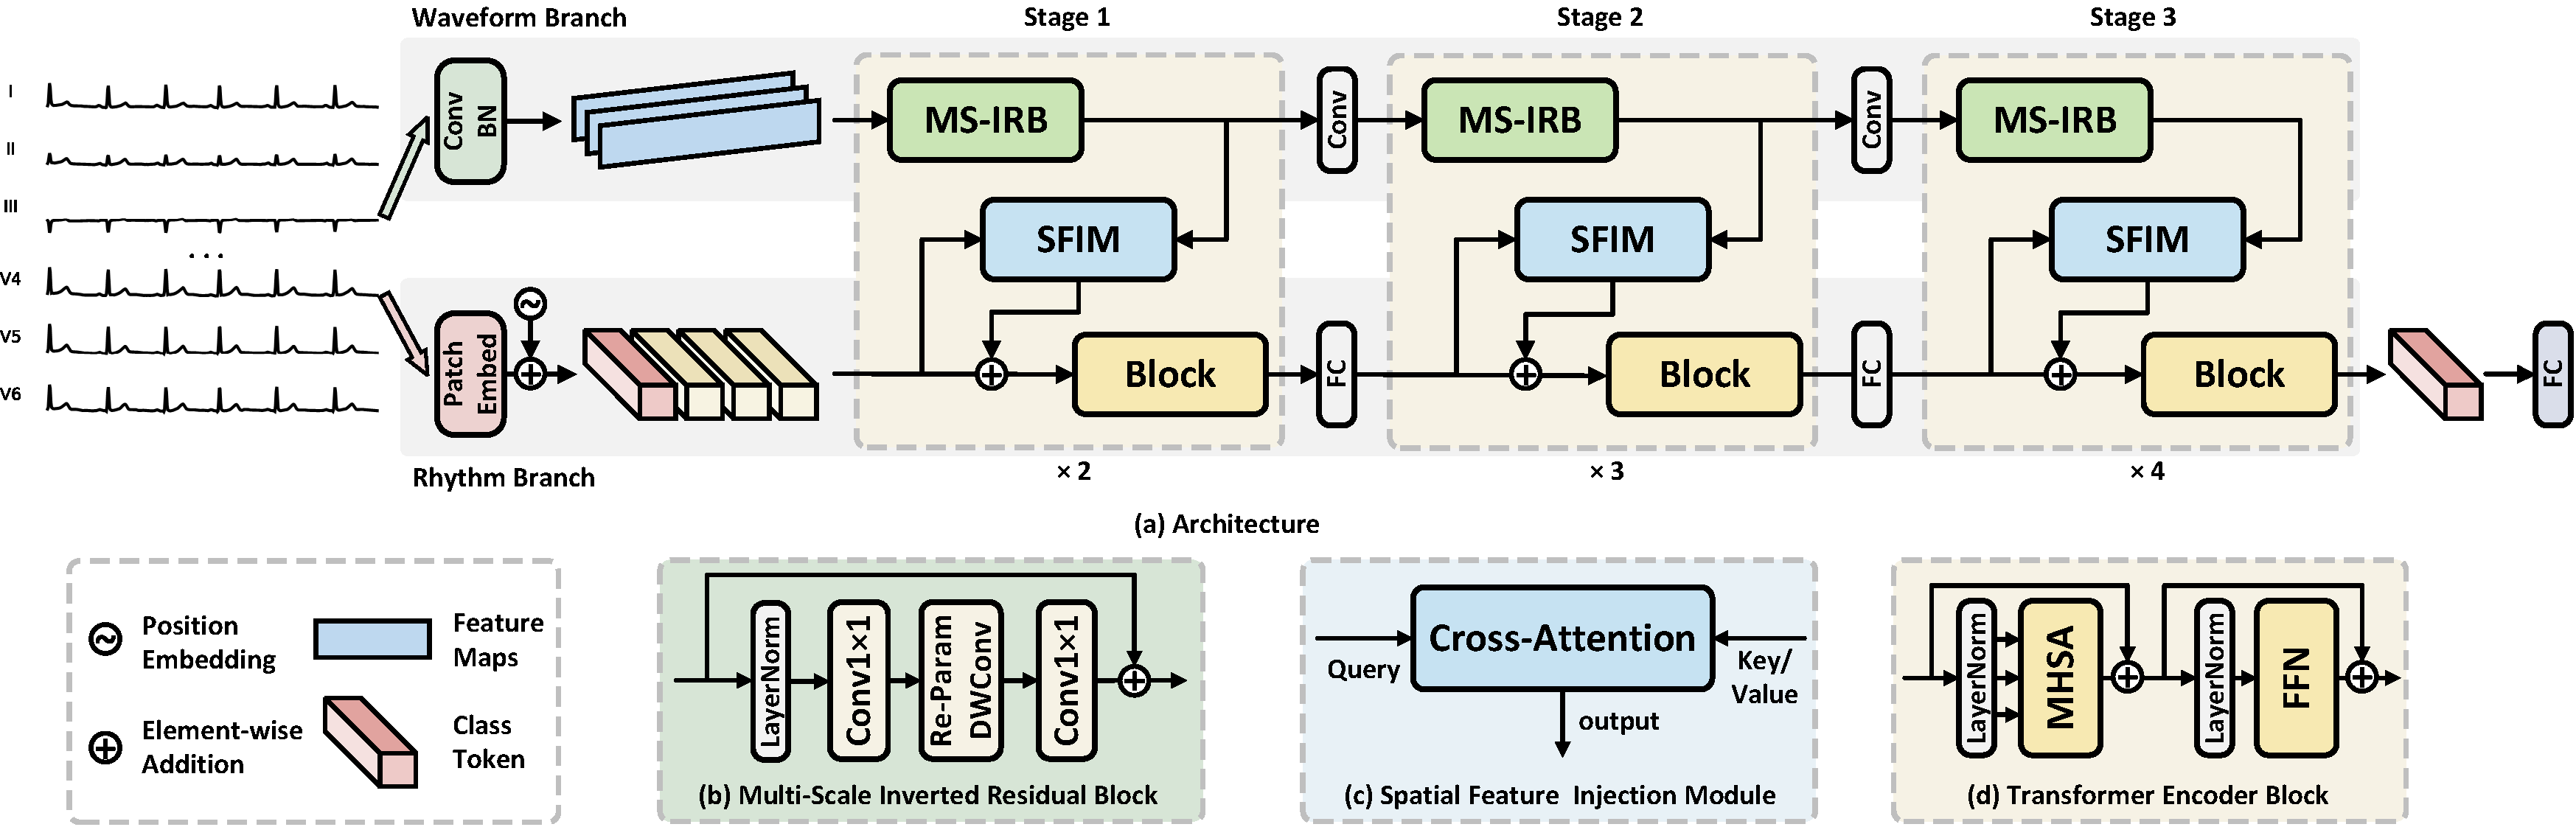 Waveform Branch
Stage 1
Stage 2
Stage 3
I
II
III
...
V4
V5
V6
Conv
BN
MS-IRB
Conv
MS-IRB
Conv
MS-IRB
SFIM
SFIM
SFIM
~
Patch
Embed
+
+
Block
FC
+
Block
FC
+
Block
FC
Rhythm Branch
× 2
× 3
× 4
(a) Architecture
~
Position
Embedding
Feature
Maps
+
Element-wise
Addition
Class
Token
LayerNorm
Conv1×1
Re-Param
DWConv
Conv1×1
+
(b) Multi-Scale Inverted Residual Block
Cross-Attention
Query
Key/
Value
output
(c) Spatial Feature Injection Module
LayerNorm
MHSA
+
LayerNorm
FFN
+
(d) Transformer Encoder Block